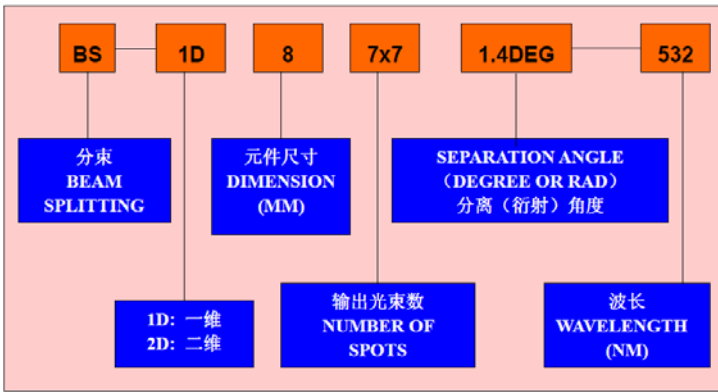 BS
1D
8
7x7
1.4DEG
532
分束
BEAM
SPLITTING
元件尺寸
DIMENSION
(MM)
SEPARATION ANGLE
（DEGREE OR RAD）
分离（衍射）角度
1D: 一维
2D: 二维
输出光束数
NUMBER OF
SPOTS
波长
WAVELENGTH
(NM)